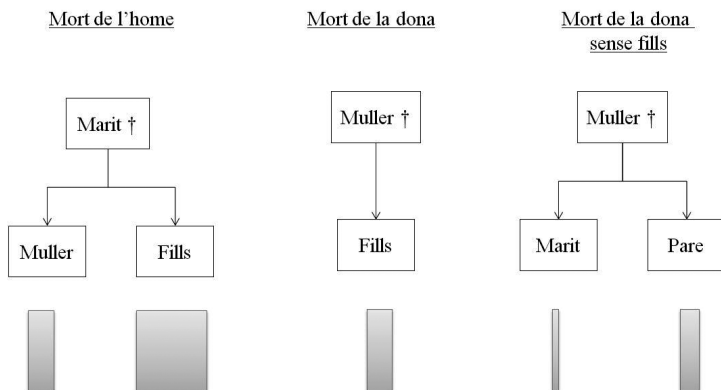 Mort de l'home
Mort de la dona
Mort de la dona
sense fills
Marit †
Muller †
Muller †
Muller
Fills
Fills
Marit
Pare